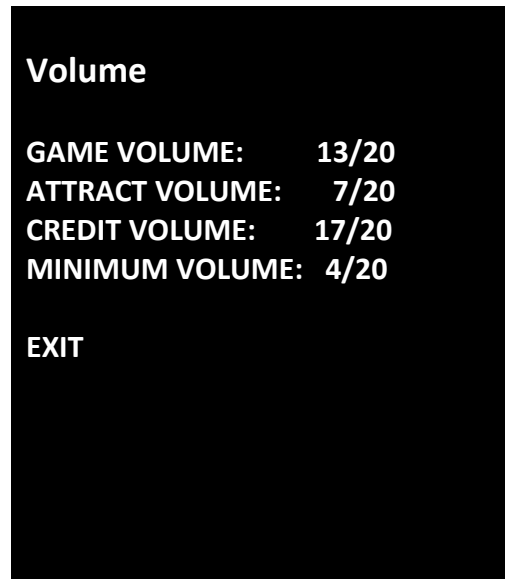 Volume
GAME VOLUME: 13/20
ATTRACT VOLUME: 7/20
CREDIT VOLUME: 17/20
MINIMUM VOLUME: 4/20
EXIT